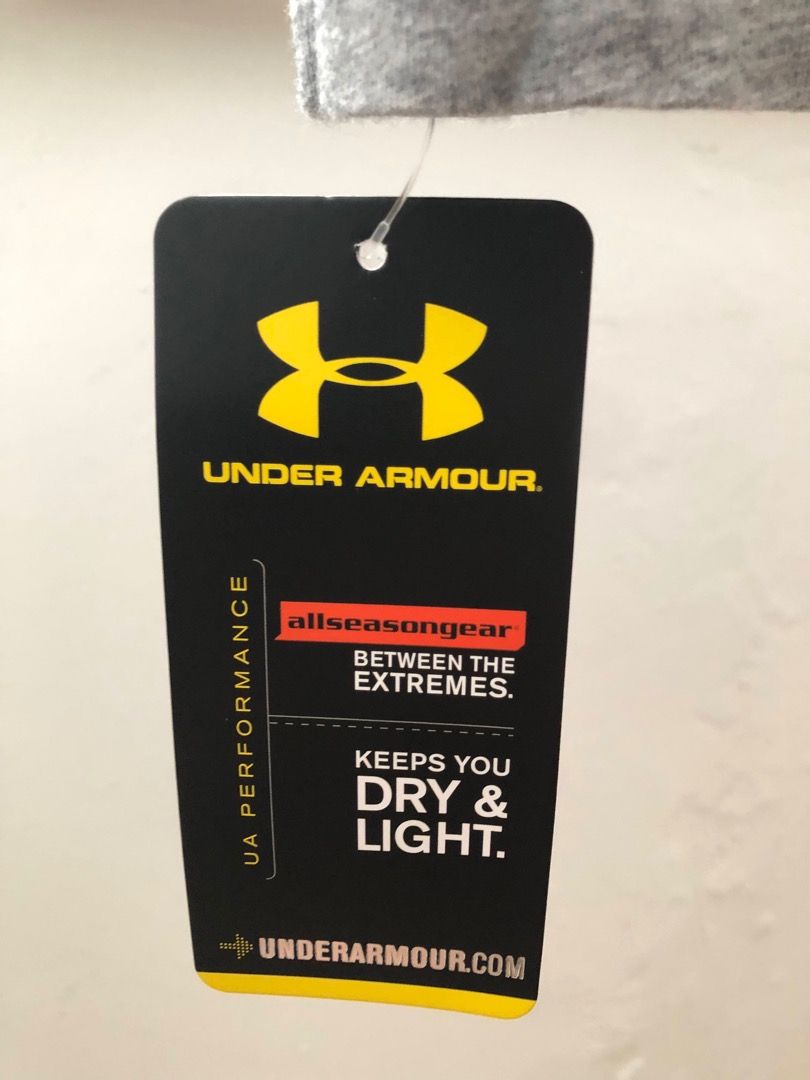 UNDER ARMOUR.
UA PERFORMANCE
allseasongear
BETWEEN THE
EXTREMES.
KEEPS YOU
DRY &
LIGHT.
UNDERARMOUR.COM